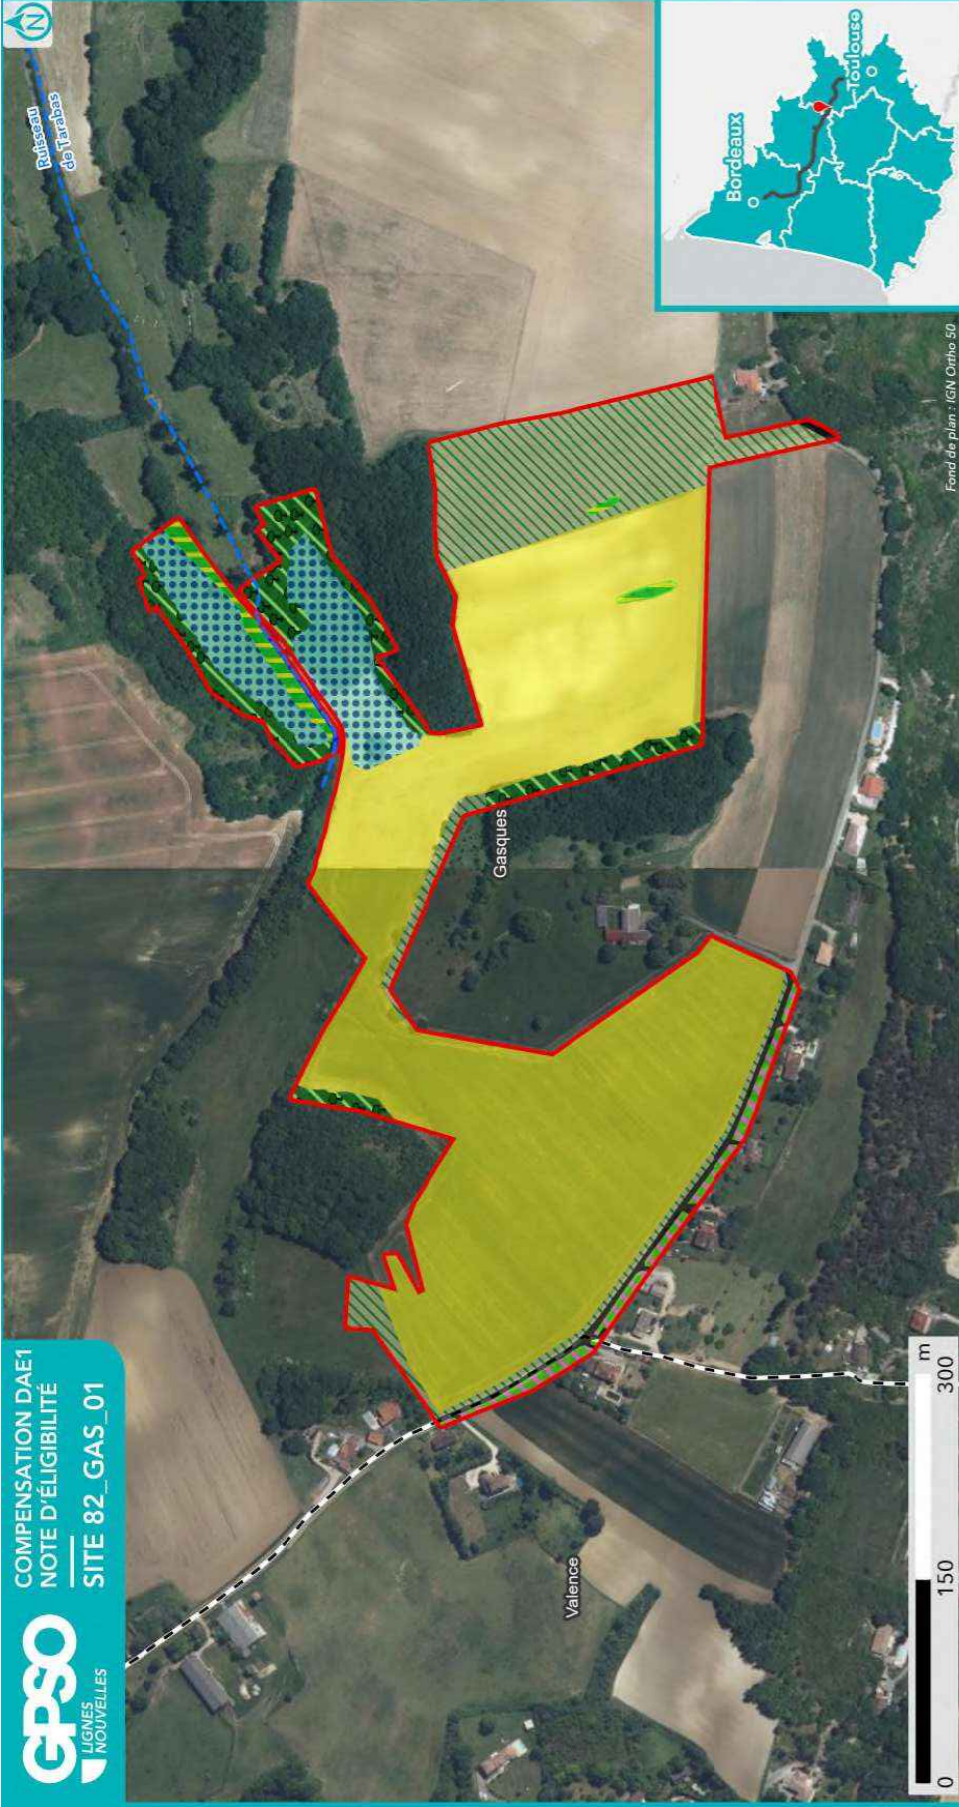 GPSO
LIGNES
NOUVELLES
COMPENSATION DAE1
NOTE D'ÉLIGIBILITÉ
SITE 82_GAS_01
N
Ruisseau
de Tarabas
Gasques
Valence
Bordeaux
Toulouse
0 150 300
m
Fond de plan : IGN Ortho 50